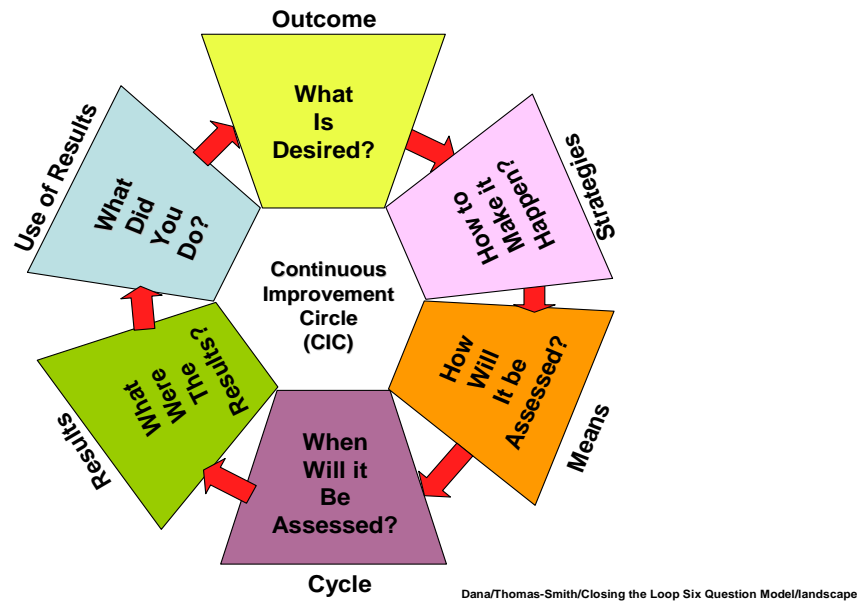 Outcome
What
Is
Desired?
Strategies
How to
Make it
Happen?
How
Will
It be
Assessed?
Means
When
Will it
Be
Assessed?
Cycle
What
Were
The
Results?
Results
What
Did
You
Do?
Use of Results
Continuous
Improvement
Circle
(CIC)
Dana/Thomas-Smith/Closing the Loop Six Question Model/landscape